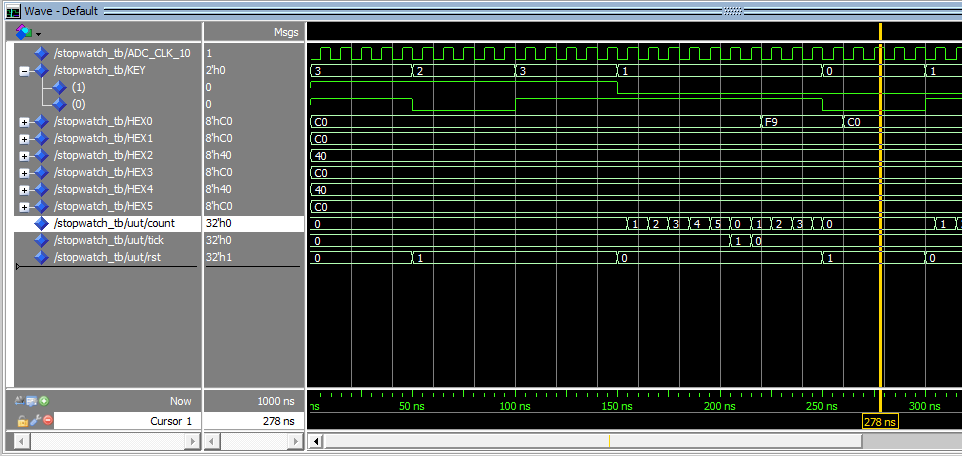 Wave - Default
Msgs
/stopwatch_tb/ADC_CLK_10 1
/stopwatch_tb/KEY 2'h0 3 2 3 1 0 1
(1) 0
(0) 0
/stopwatch_tb/HEX0 8'hC0 C0 F9 C0
/stopwatch_tb/HEX1 8'hC0 C0
/stopwatch_tb/HEX2 8'h40 40
/stopwatch_tb/HEX3 8'hC0 C0
/stopwatch_tb/HEX4 8'h40 40
/stopwatch_tb/HEX5 8'hC0 C0
/stopwatch_tb/uut/count 32'h0 0 1 2 3 4 5 0 1 2 3 0 1
/stopwatch_tb/uut/tick 32'h0 0 1 0
/stopwatch_tb/uut/rst 32'h1 0 1 0 1 0
Now 1000 ns ns 50 ns 100 ns 150 ns 200 ns 250 ns 300 ns
Cursor 1 278 ns 278 ns